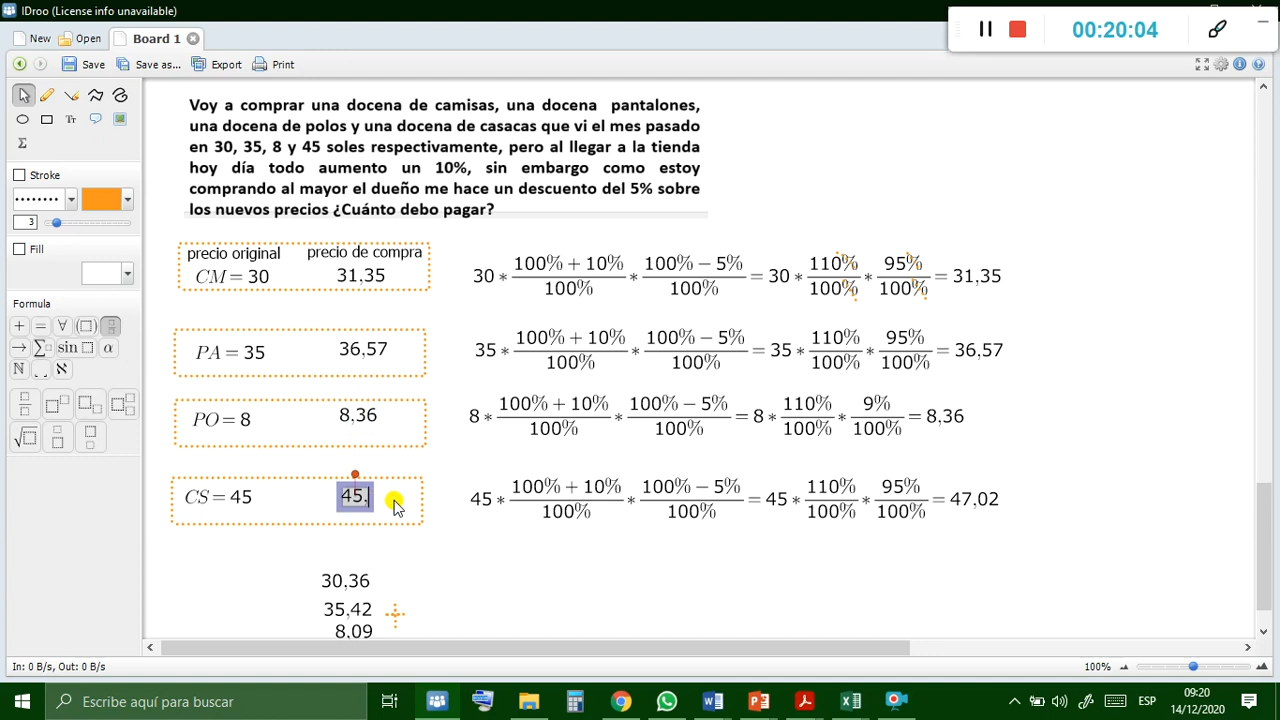 IDroo (License info unavailable)
00:20:04
New Open Board 1
Save Save as... Export Print
Voy a comprar una docena de camisas, una docena pantalones,
una docena de polos y una docena de casacas que vi el mes pasado
en 30, 35, 8 y 45 soles respectivamente, pero al llegar a la tienda
hoy día todo aumento un 10%, sin embargo como estoy
comprando al mayor el dueño me hace un descuento del 5% sobre
los nuevos precios ¿Cuánto debo pagar?
Stroke
3
Fill
Formula
precio original precio de compra
CM = 30 31,35
30 * (100% + 10%)/100% * (100% − 5%)/100% = 30 * 110%/100% * 95%/100% = 31,35
PA = 35 36,57
35 * (100% + 10%)/100% * (100% − 5%)/100% = 35 * 110%/100% * 95%/100% = 36,57
PO = 8 8,36
8 * (100% + 10%)/100% * (100% − 5%)/100% = 8 * 110%/100% * 9%/100% = 8,36
CS = 45 45.
45 * (100% + 10%)/100% * (100% − 5%)/100% = 45 * 110%/100% * 95%/100% = 47,02
30,36
35,42
8,09
In: 0 B/s, Out: 0 B/s 100%
Escribe aquí para buscar
ESP
09:20
14/12/2020